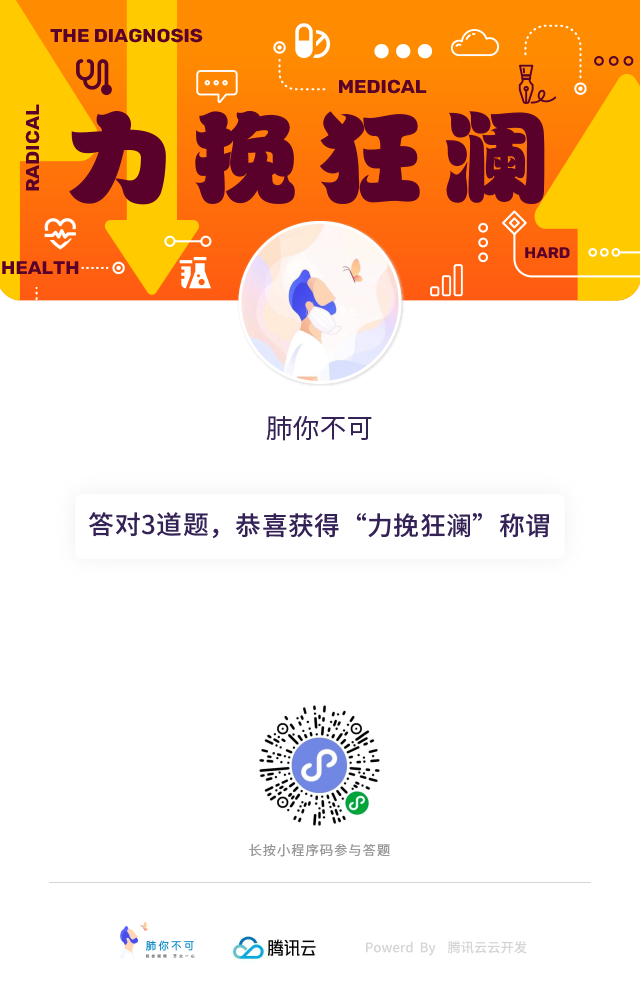 THE DIAGNOSIS
MEDICAL
RADICAL
力挽狂澜
HEALTH
HARD
肺你不可
答对3道题，恭喜获得“力挽狂澜”称谓
长按小程序码参与答题
肺你不可
腾讯云
Powerd By 腾讯云云开发